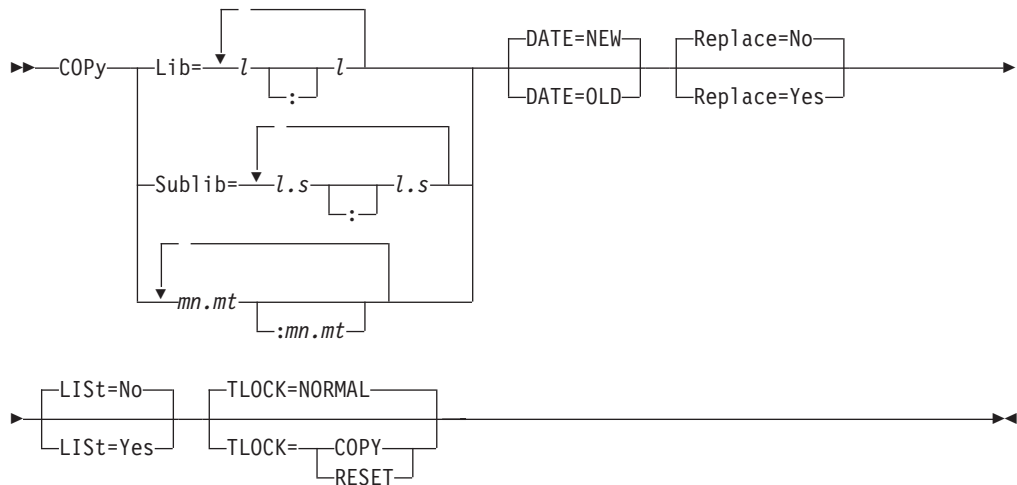 DATE=NEW Replace=No
COPy Lib= l : l DATE=OLD Replace=Yes
Sublib= l.s : l.s
mn.mt :mn.mt
LISt=No TLOCK=NORMAL
LISt=Yes TLOCK= COPY
RESET